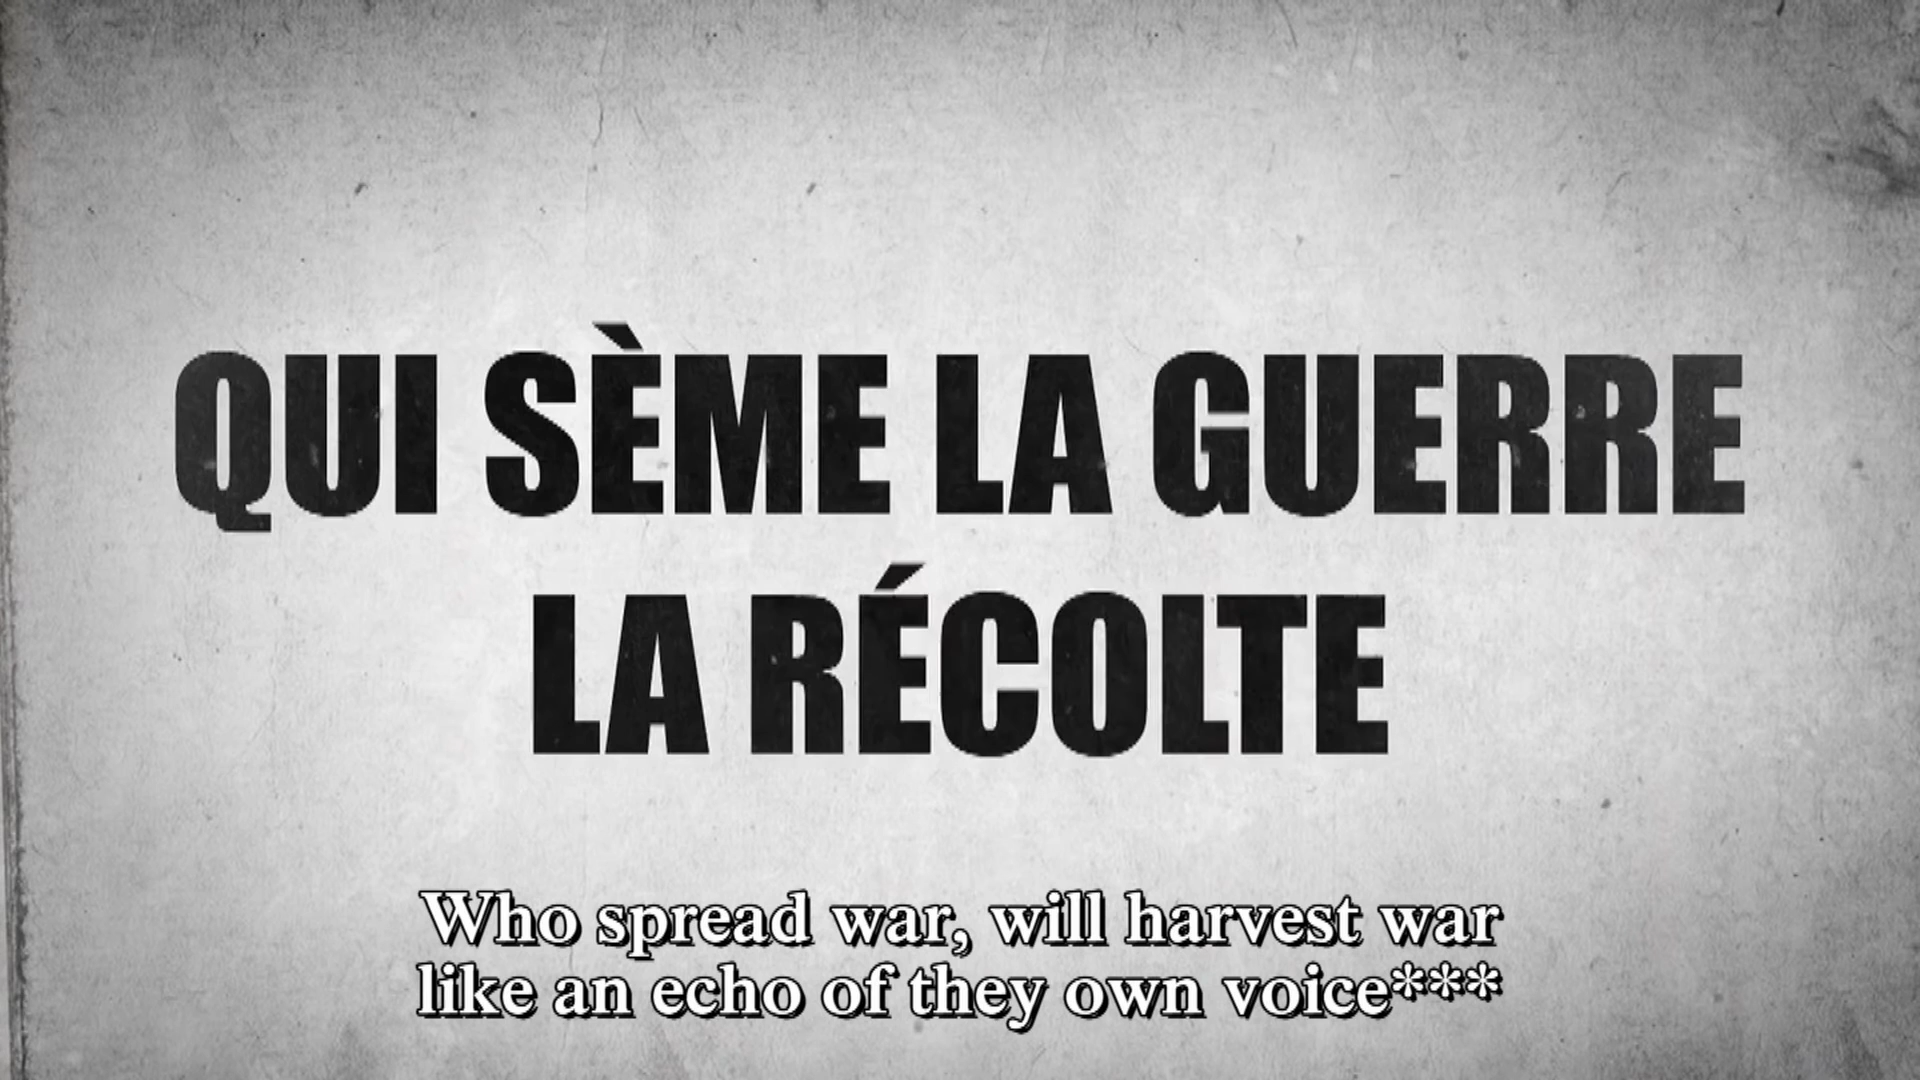 QUI SÈME LA GUERRE
LA RÉCOLTE
Who spread war, will harvest war
like an echo of they own voice***